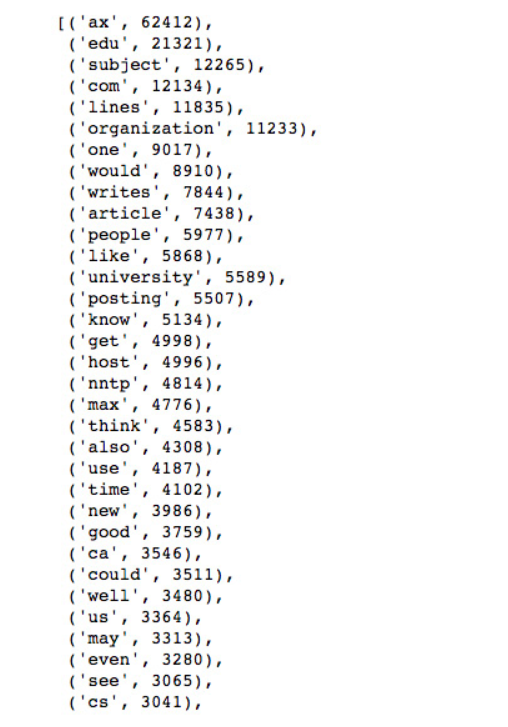 [('ax', 62412),
('edu', 21321),
('subject', 12265),
('com', 12134),
('lines', 11835),
('organization', 11233),
('one', 9017),
('would', 8910),
('writes', 7844),
('article', 7438),
('people', 5977),
('like', 5868),
('university', 5589),
('posting', 5507),
('know', 5134),
('get', 4998),
('host', 4996),
('nntp', 4814),
('max', 4776),
('think', 4583),
('also', 4308),
('use', 4187),
('time', 4102),
('new', 3986),
('good', 3759),
('ca', 3546),
('could', 3511),
('well', 3480),
('us', 3364),
('may', 3313),
('even', 3280),
('see', 3065),
('cs', 3041),